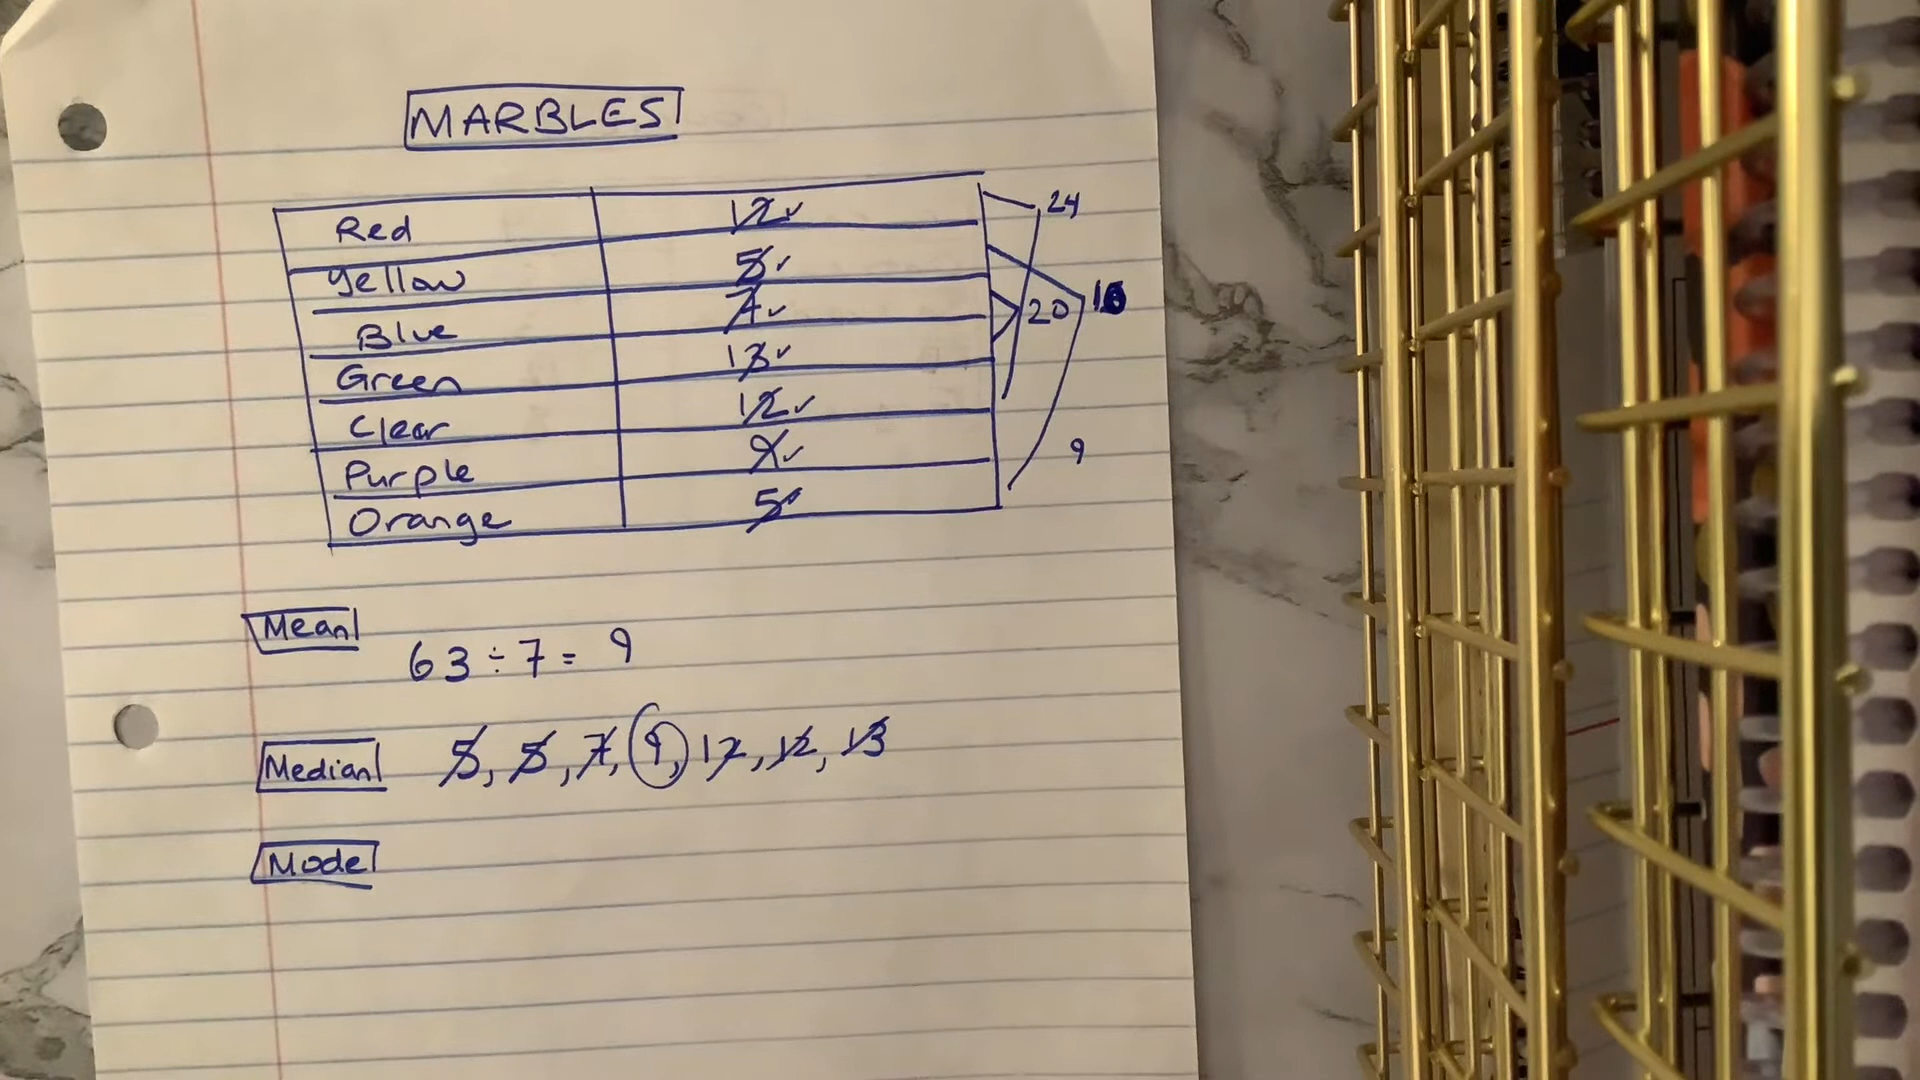 MARBLES
Red 12 ✓ 24
Yellow 5 ✓
Blue 7 ✓ 20 10
Green 13 ✓
Clear 12 ✓
Purple 9 ✓ 9
Orange 5 ✓
Mean 63 ÷ 7 = 9
Median 5, 5, 7, 9, 12, 12, 13
Mode